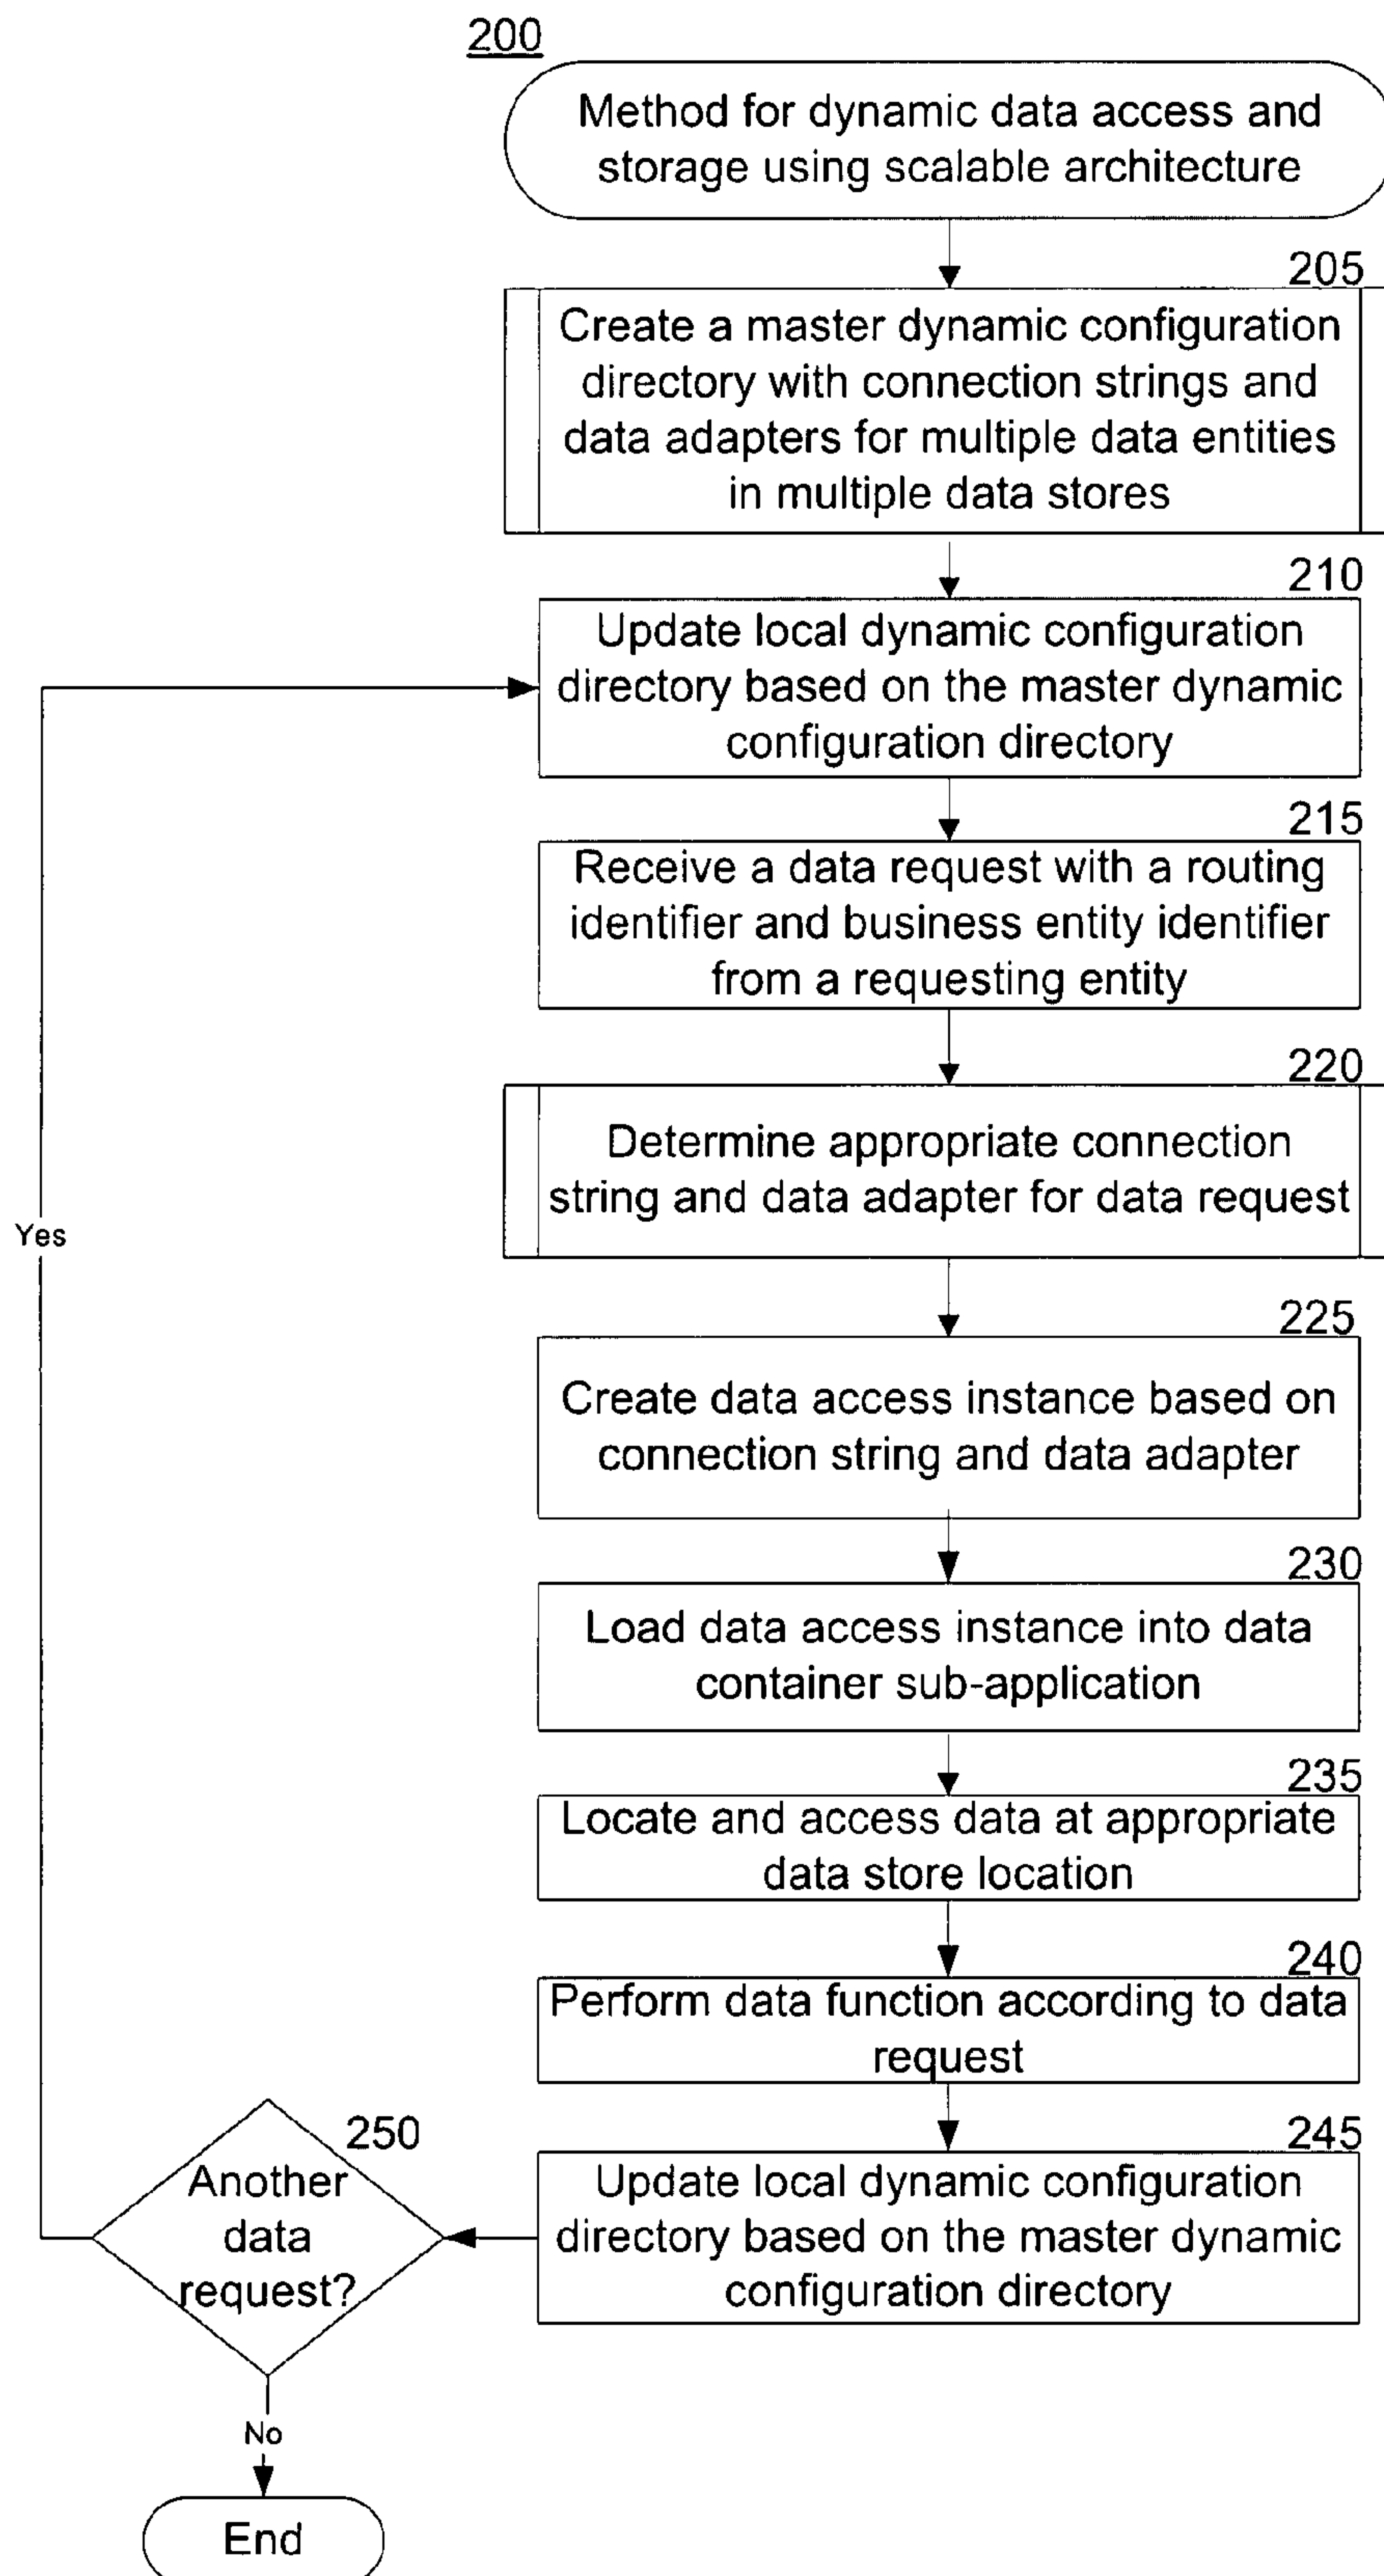 200
Method for dynamic data access and
storage using scalable architecture
205
Create a master dynamic configuration
directory with connection strings and
data adapters for multiple data entities
in multiple data stores
210
Update local dynamic configuration
directory based on the master dynamic
configuration directory
215
Receive a data request with a routing
identifier and business entity identifier
from a requesting entity
220
Determine appropriate connection
string and data adapter for data request
Yes
225
Create data access instance based on
connection string and data adapter
230
Load data access instance into data
container sub-application
235
Locate and access data at appropriate
data store location
240
Perform data function according to data
request
245
Update local dynamic configuration
directory based on the master dynamic
configuration directory
250
Another
data
request?
No
End